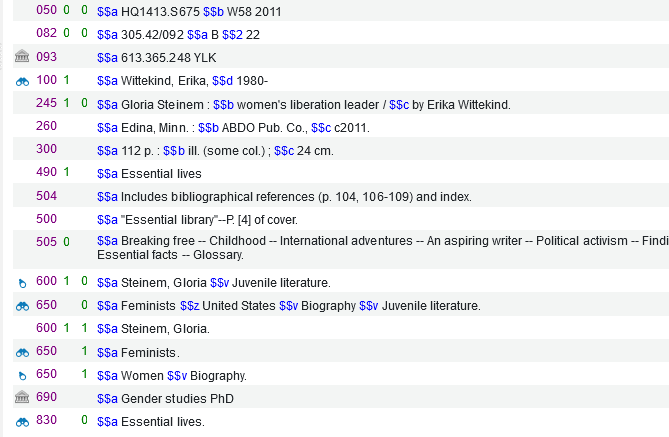 050 0 0 $$a HQ1413.S675 $$b W58 2011
082 0 0 $$a 305.42/092 $$a B $$2 22
093 $$a 613.365.248 YLK
100 1 $$a Wittekind, Erika, $$d 1980-
245 1 0 $$a Gloria Steinem : $$b women's liberation leader / $$c by Erika Wittekind.
260 $$a Edina, Minn. : $$b ABDO Pub. Co., $$c c2011.
300 $$a 112 p. : $$b ill. (some col.) ; $$c 24 cm.
490 1 $$a Essential lives
504 $$a Includes bibliographical references (p. 104, 106-109) and index.
500 $$a "Essential library"--P. [4] of cover.
505 0 $$a Breaking free -- Childhood -- International adventures -- An aspiring writer -- Political activism -- Findi
Essential facts -- Glossary.
600 1 0 $$a Steinem, Gloria $$v Juvenile literature.
650 0 $$a Feminists $$z United States $$v Biography $$v Juvenile literature.
600 1 1 $$a Steinem, Gloria.
650 1 $$a Feminists.
650 1 $$a Women $$v Biography.
690 $$a Gender studies PhD
830 0 $$a Essential lives.